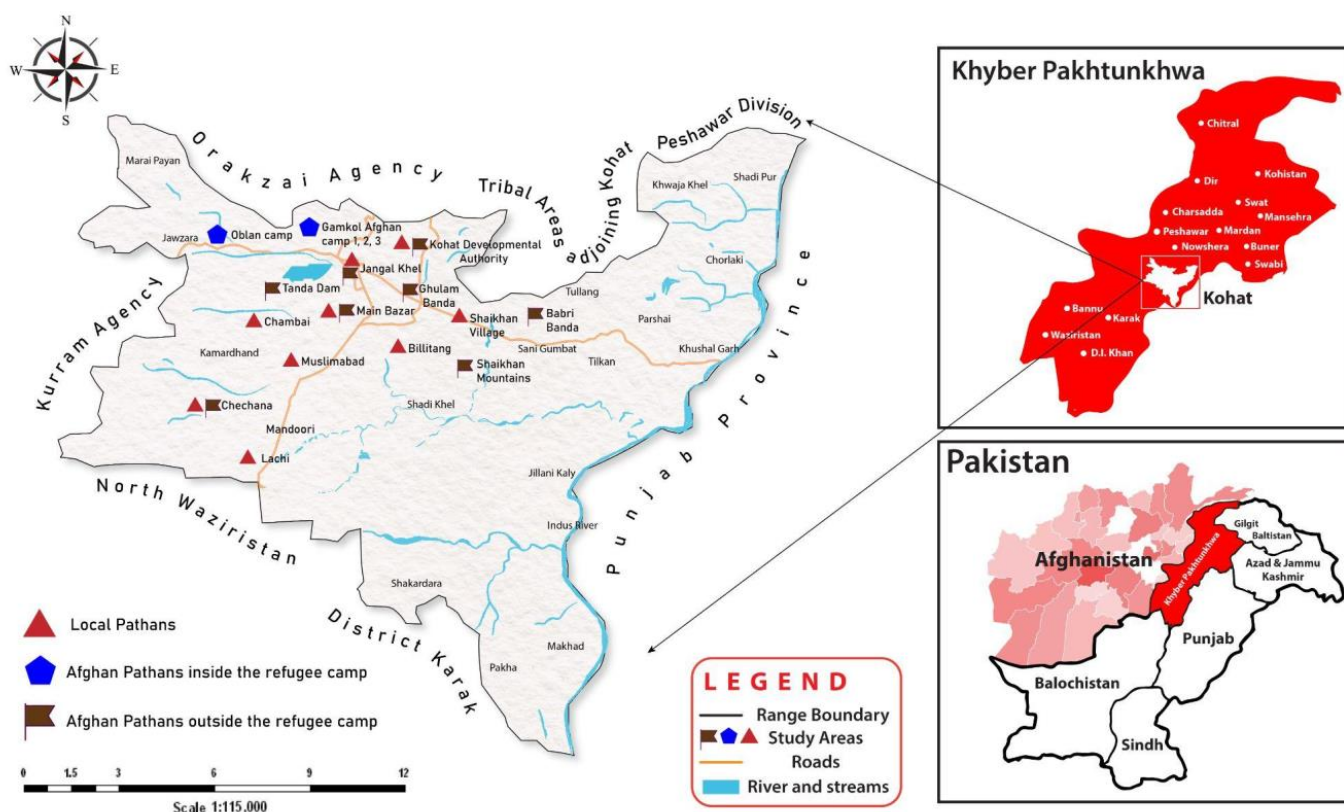 N
W
E
S
Orakzai Agency
Tribal Areas
adjoining Kohat
Peshawar Division
Kurram Agency
North Waziristan
District Karak
Punjab Province
Marai Payan
Jawzara
Oblan camp
Gamkol Afghan
camp 1, 2, 3
Kohat Developmental
Authority
Khwaja Khel
Shadi Pur
Chorlaki
Jangal Khel
Tanda Dam
Ghulam
Banda
Main Bazar
Chambai
Shaikhan
Village
Tullang
Babri
Banda
Parshai
Kamardhand
Muslimabad
Billitang
Sani Gumbat
Tilkan
Khushal Garh
Shaikhan
Mountains
Chechana
Shadi Khel
Mandoori
Lachi
Jillani Kaly
Indus River
Shakardara
Makhad
Pakha
Local Pathans
Afghan Pathans inside the refugee camp
Afghan Pathans outside the refugee camp
0 1.5 3 6 9 12
Scale 1:115,000
LEGEND
Range Boundary
Study Areas
Roads
River and streams
Khyber Pakhtunkhwa
Chitral
Kohistan
Dir
Swat
Charsadda
Mansehra
Peshawar
Mardan
Nowshera
Buner
Swabi
Kohat
Bannu
Karak
Waziristan
D.I. Khan
Pakistan
Afghanistan
Khyber Pakhtunkhwa
Gilgit
Baltistan
Azad & Jammu
Kashmir
Punjab
Balochistan
Sindh